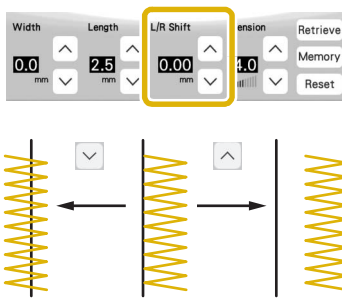 Width Length L/R Shift ension Retrieve
0.0 2.5 0.00 4.0 Memory
mm mm mm Reset